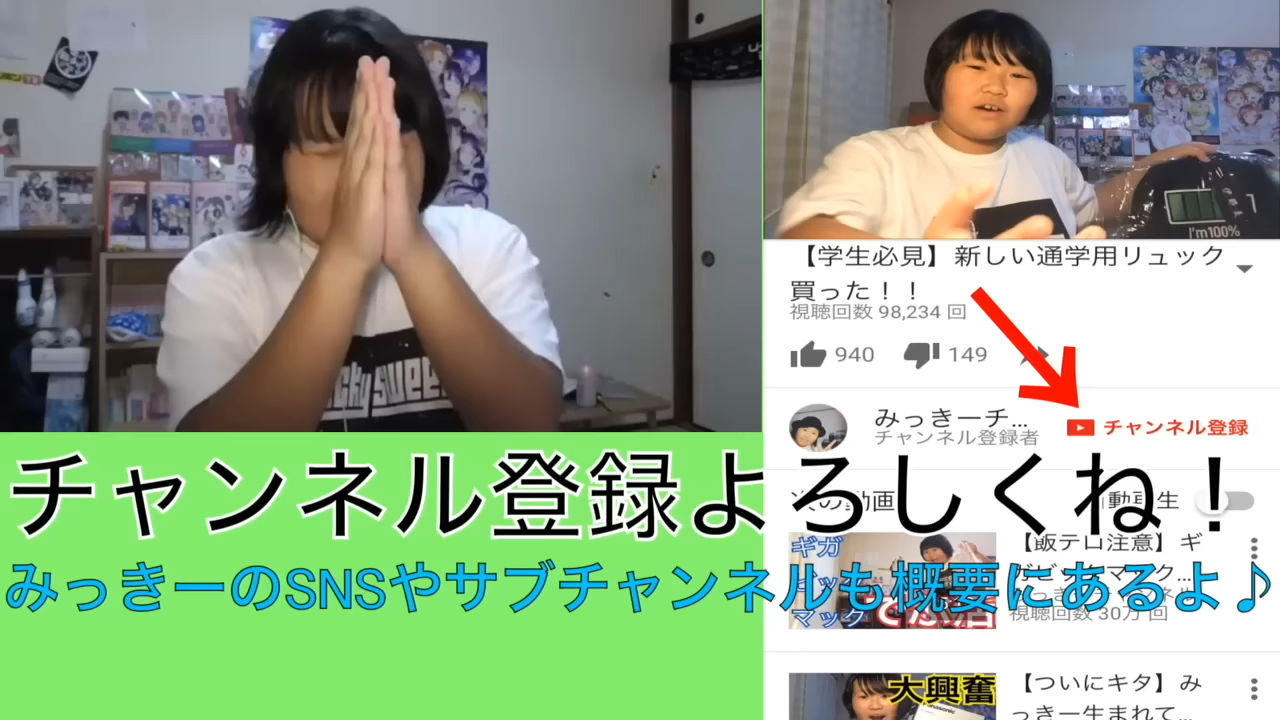 I'm100%
【学生必見】新しい通学用リュック
買った！！
視聴回数 98,234 回
940
149
みっきーチ...
チャンネル登録者
チャンネル登録
チャンネル登録よろしくね！
の動画
動
生
みっきーのSNSやサブチャンネルも概要にあるよ♪
ギガ
マック
【飯テロ注意】ギ
視聴回数 30万 回
大興奮
Panasonic
【ついにキタ】み
っきー生まれて...